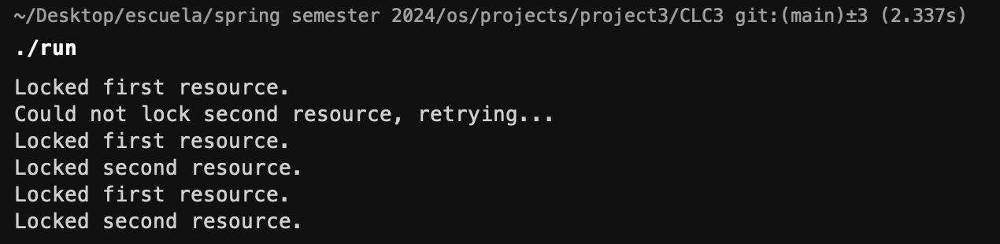 ~/Desktop/escuela/spring semester 2024/os/projects/project3/CLC3 git:(main)±3 (2.337s)
./run
Locked first resource.
Could not lock second resource, retrying...
Locked first resource.
Locked second resource.
Locked first resource.
Locked second resource.